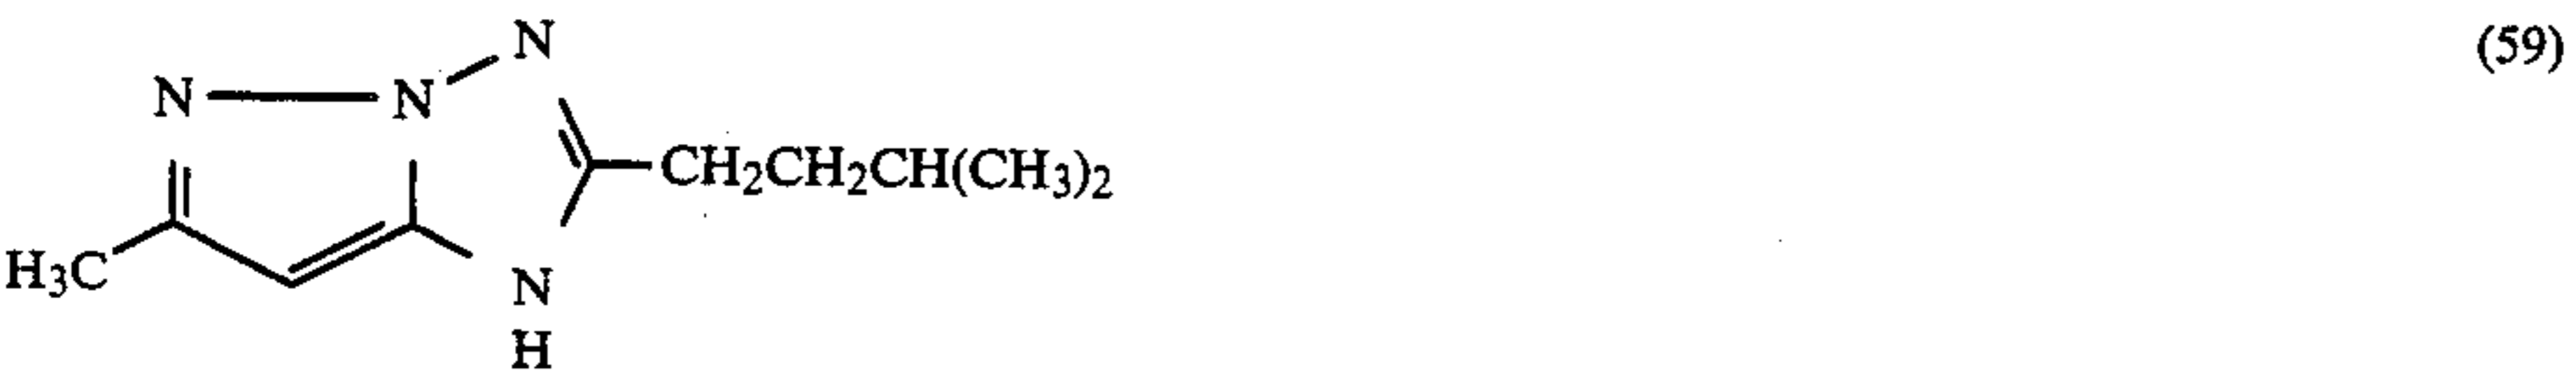 N
(59)
N N
CH₂CH₂CH(CH₃)₂
H₃C
N
H